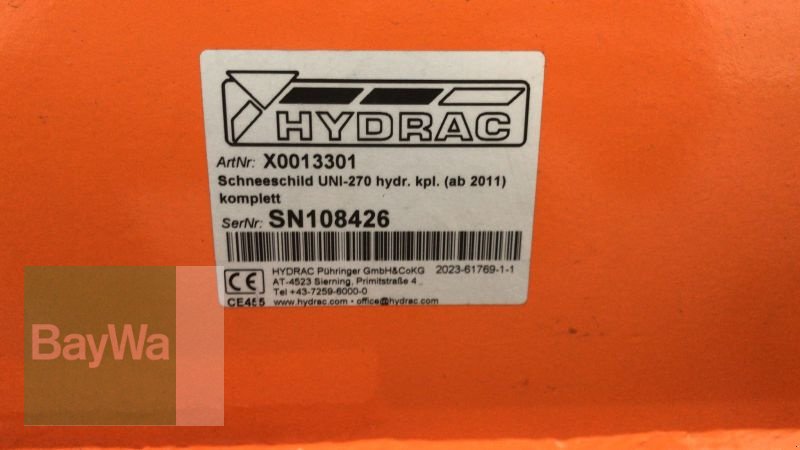 HYDRAC
ArtNr: X0013301
Schneeschild UNI-270 hydr. kpl. (ab 2011)
komplett
SerNr: SN108426
CE HYDRAC Pühringer GmbH&CoKG 2023-61769-1-1
AT-4523 Sierning, Primitstraße 4
Tel +43-7259-6000-0
CE455 www.hydrac.com • office@hydrac.com
BayWa